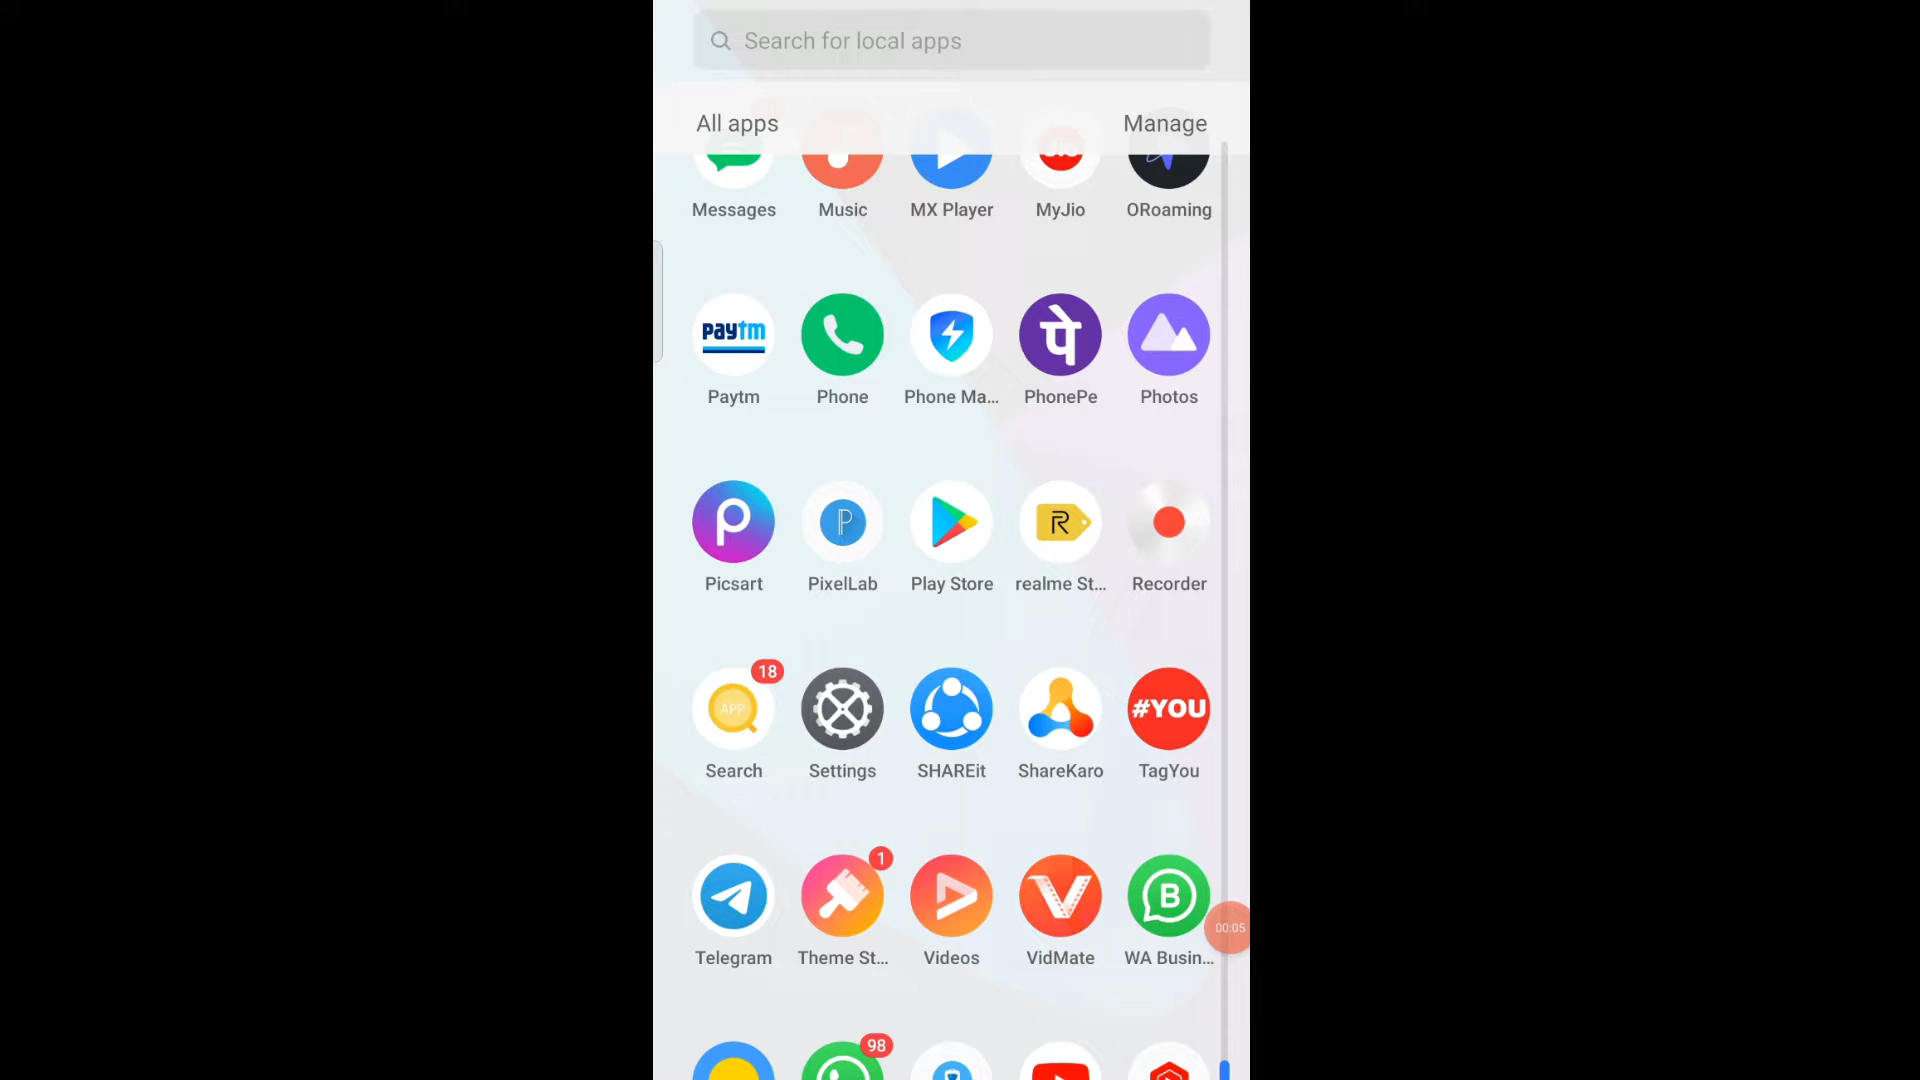 Search for local apps
All apps Manage
Jio
Messages Music MX Player MyJio ORoaming
paytm पे
Paytm Phone Phone Ma... PhonePe Photos
P P R
Picsart PixelLab Play Store realme St... Recorder
18
APP #YOU
Search Settings SHAREit ShareKaro TagYou
1
B
00:05
Telegram Theme St... Videos VidMate WA Busin...
98